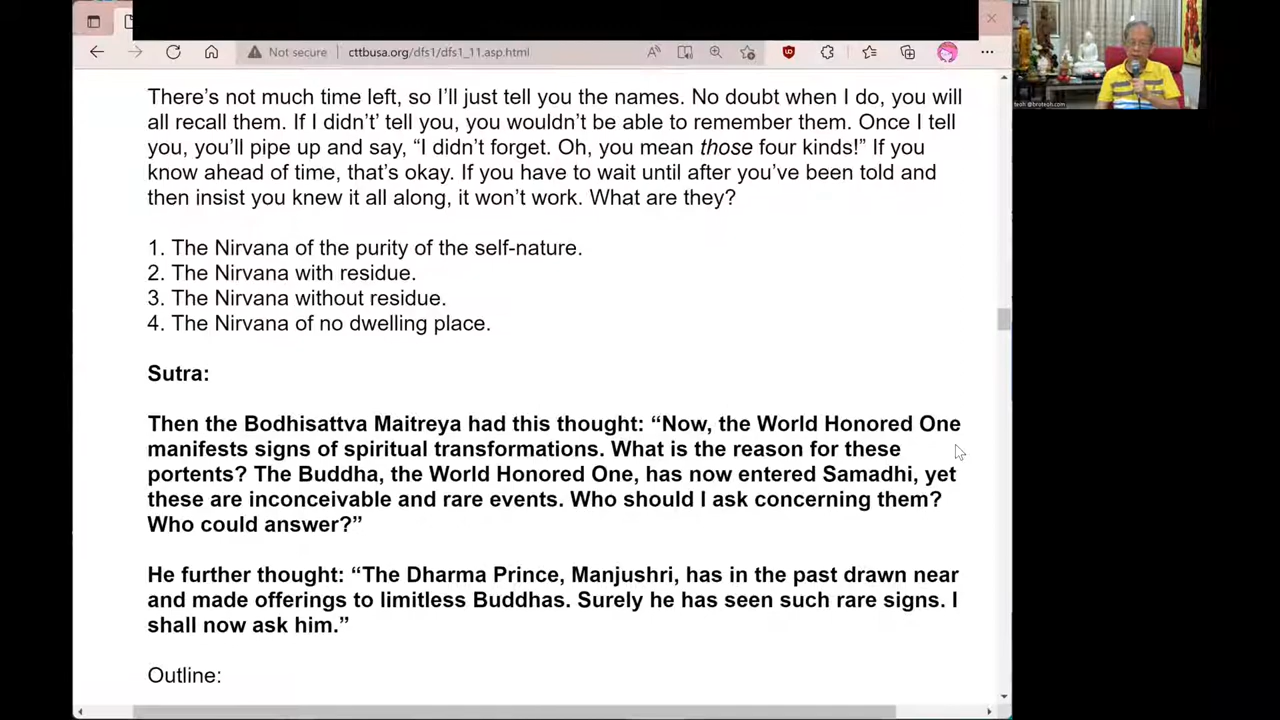 Not secure
cttbusa.org/dfs1/dfs1_11.asp.html
There's not much time left, so I'll just tell you the names. No doubt when I do, you will
all recall them. If I didn't' tell you, you wouldn't be able to remember them. Once I tell
you, you'll pipe up and say, “I didn't forget. Oh, you mean those four kinds!” If you
know ahead of time, that's okay. If you have to wait until after you've been told and
then insist you knew it all along, it won't work. What are they?
1. The Nirvana of the purity of the self-nature.
2. The Nirvana with residue.
3. The Nirvana without residue.
4. The Nirvana of no dwelling place.
Sutra:
Then the Bodhisattva Maitreya had this thought: “Now, the World Honored One
manifests signs of spiritual transformations. What is the reason for these
portents? The Buddha, the World Honored One, has now entered Samadhi, yet
these are inconceivable and rare events. Who should I ask concerning them?
Who could answer?”
He further thought: “The Dharma Prince, Manjushri, has in the past drawn near
and made offerings to limitless Buddhas. Surely he has seen such rare signs. I
shall now ask him.”
Outline: